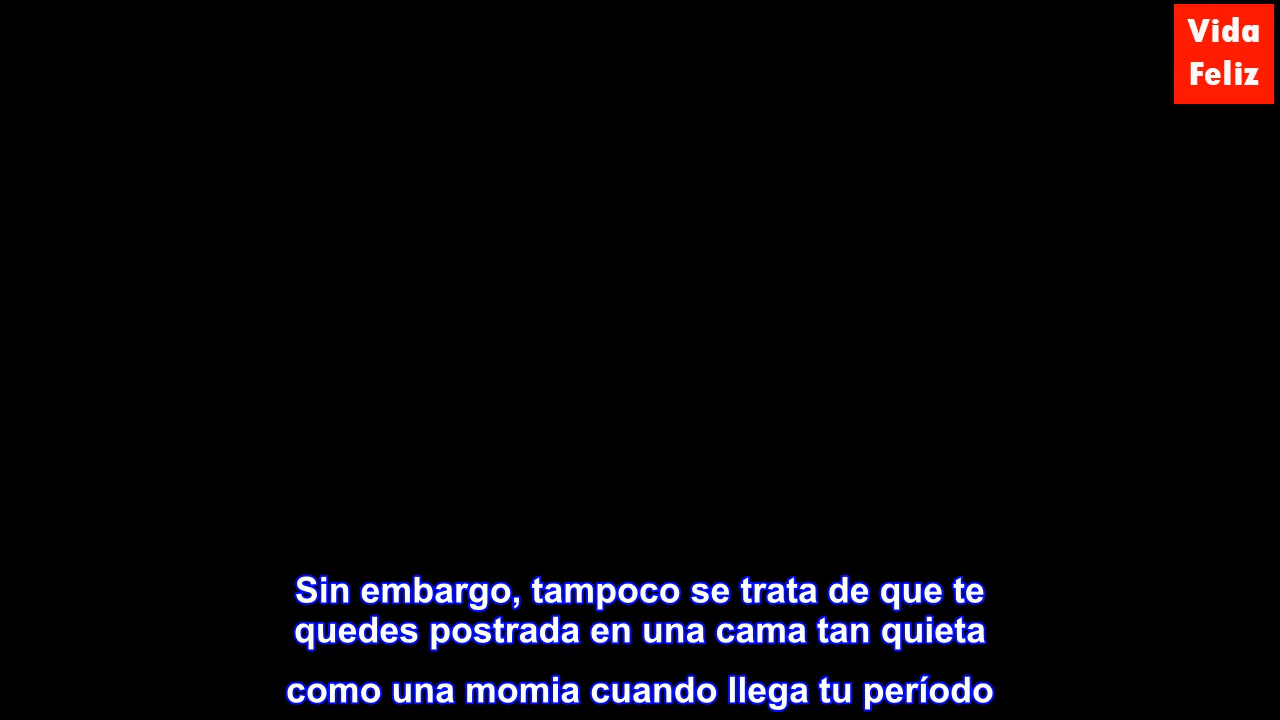 Vida
Feliz
Sin embargo, tampoco se trata de que te
quedes postrada en una cama tan quieta
como una momia cuando llega tu período